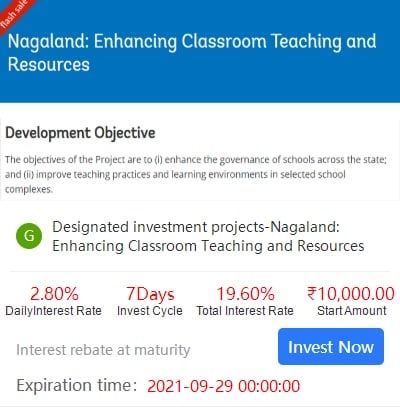 flash sale
Nagaland: Enhancing Classroom Teaching and
Resources
Development Objective
The objectives of the Project are to (i) enhance the governance of schools across the state;
and (ii) improve teaching practices and learning environments in selected school
complexes.
G
Designated investment projects-Nagaland:
Enhancing Classroom Teaching and Resources
2.80% 7Days 19.60% ₹10,000.00
DailyInterest Rate Invest Cycle Total Interest Rate Start Amount
Interest rebate at maturity Invest Now
Expiration time: 2021-09-29 00:00:00